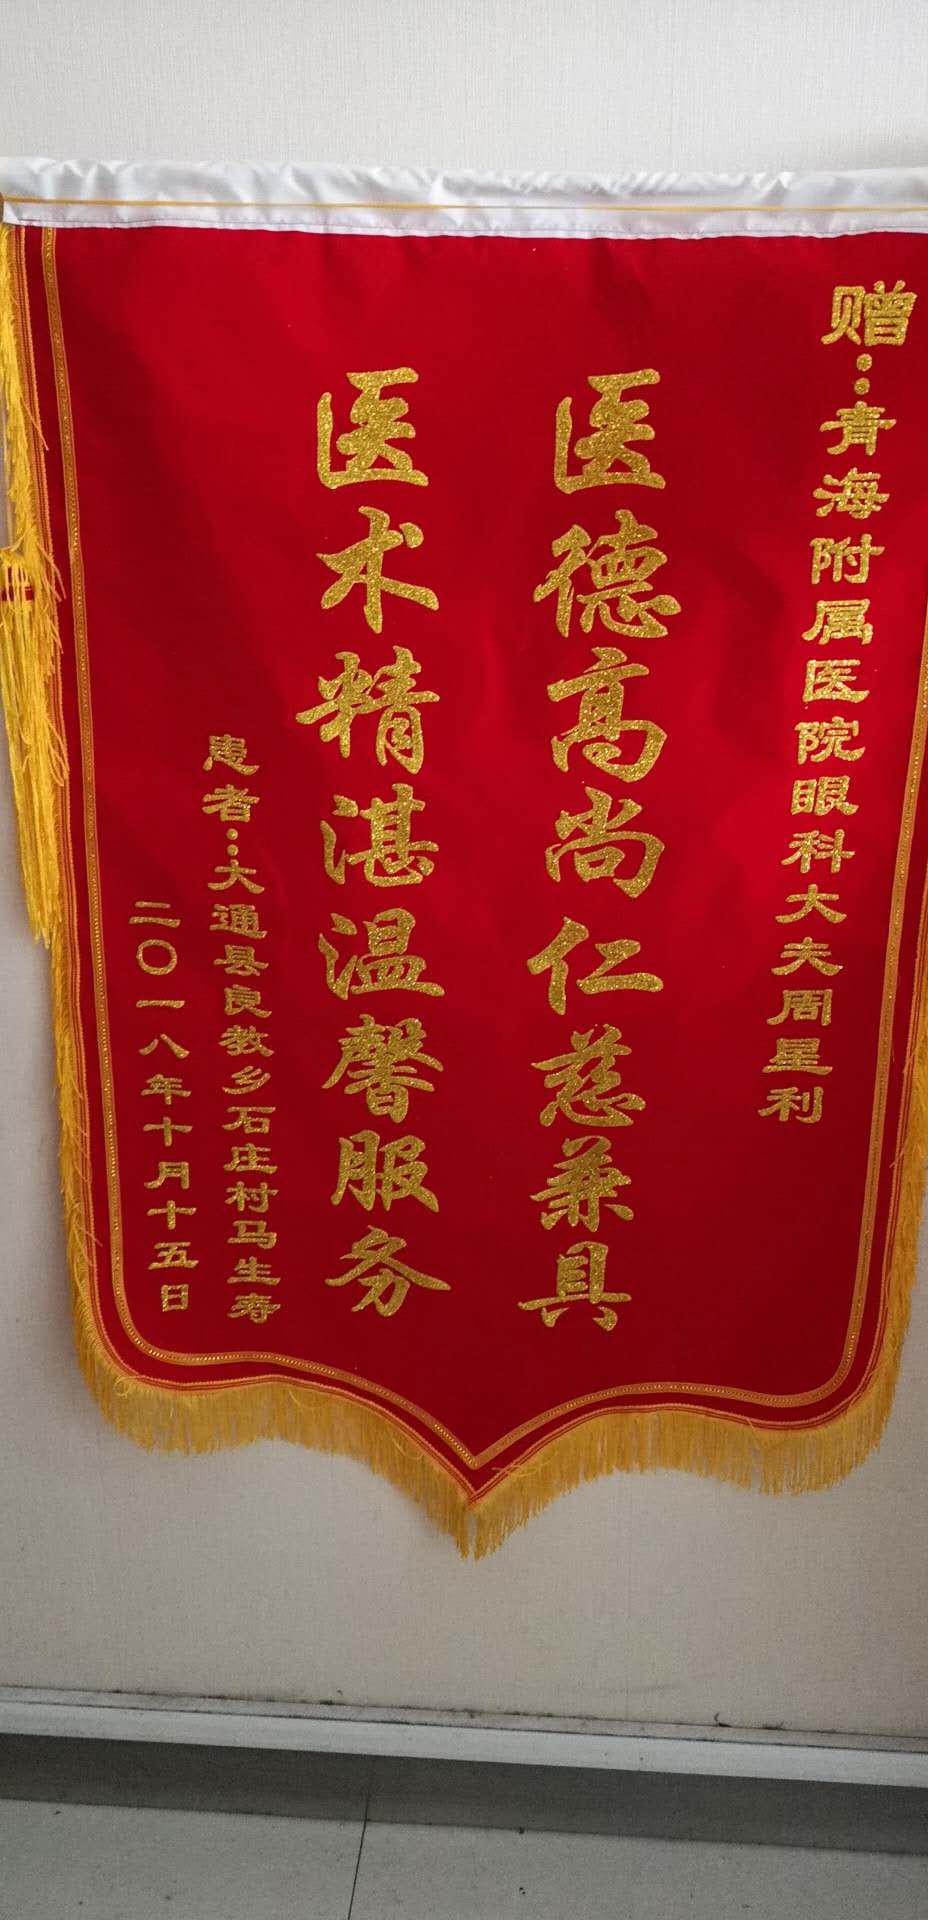 赠：青海附属医院眼科大夫周星利
医德高尚仁慈兼具
医术精湛温馨服务
患者：大通县良教乡石庄村马生寿
二〇一八年十月十五日